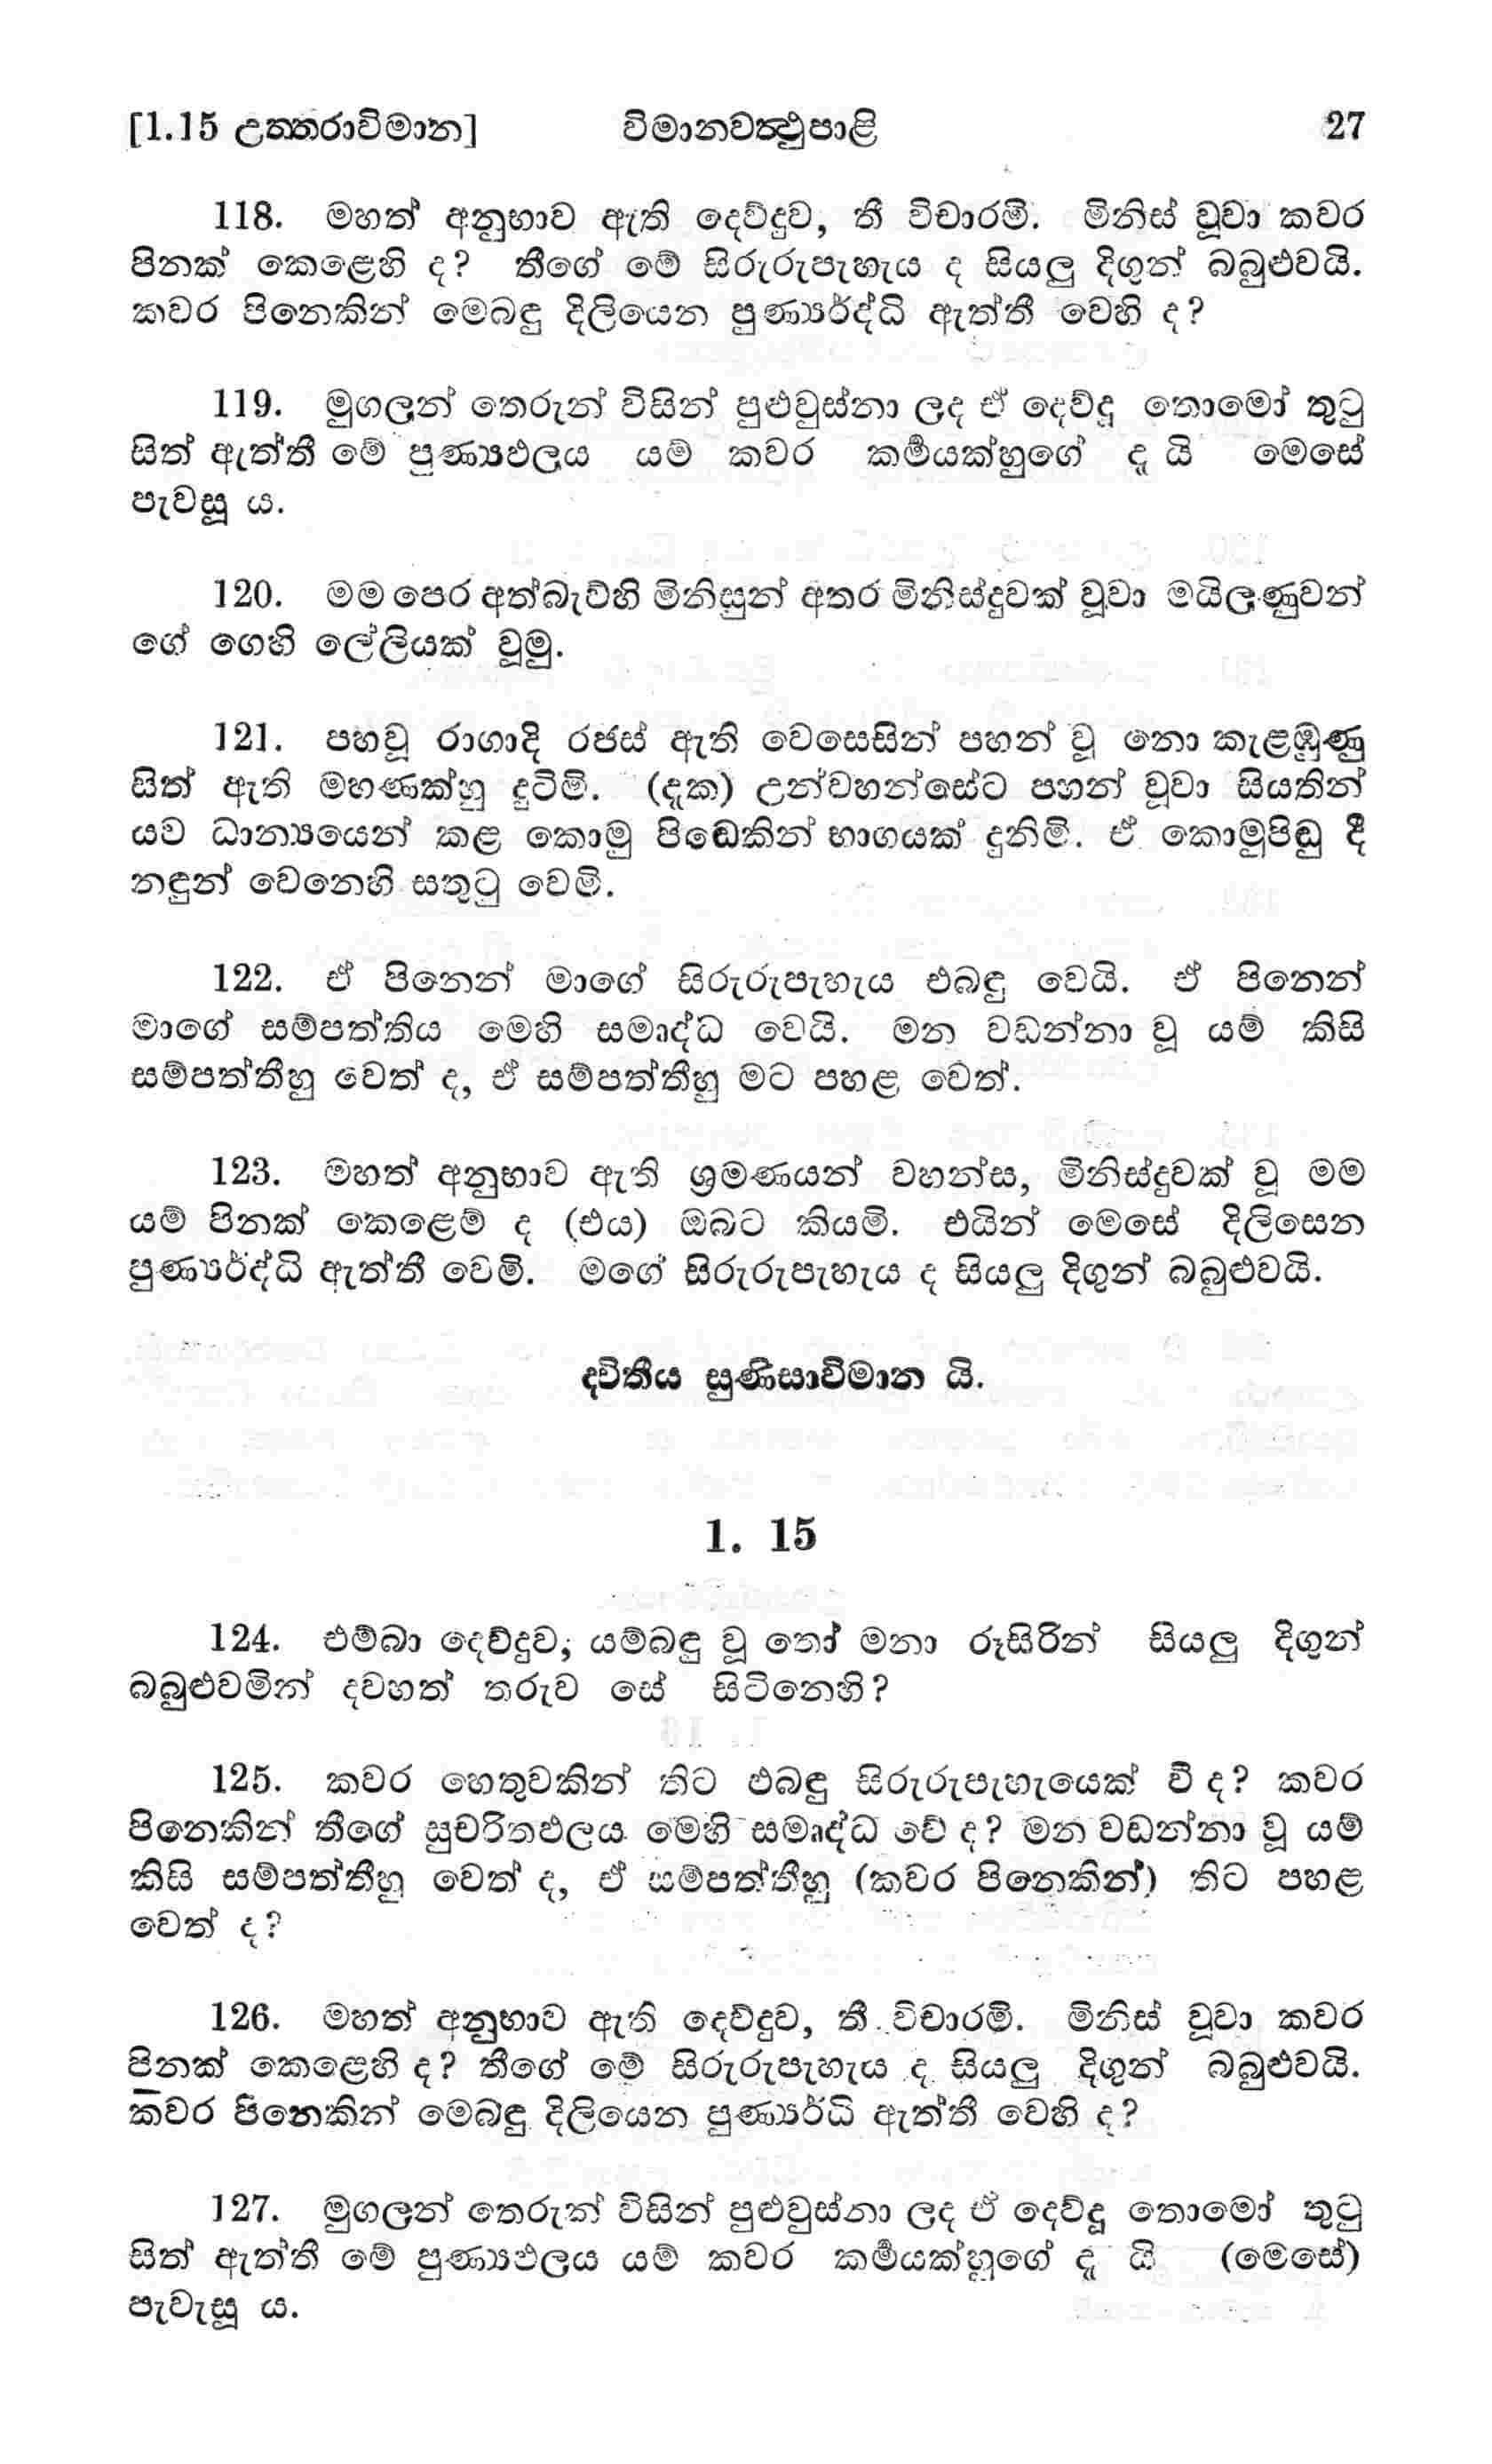 [1.15 උත්තරාවිමාන] විමානවත්ථුපාළි 27
118. මහත් අනුභාව ඇති දෙව්දුව, තී විචාරමි. මිනිස් වූවා කවර
පිනක් කෙළෙහි ද? තීගේ මේ සිරුරුපැහැය ද සියලු දිගුන් බබුළුවයි.
කවර පිනෙකින් මෙබඳු දිලියෙන පුණ්‍යර්ද්ධි ඇත්තී වෙහි ද?
119. මුගලන් තෙරුන් විසින් පුළුවුස්නා ලද ඒ දෙව්දූ තොමෝ තුටු
සිත් ඇත්තී මේ පුණ්‍යඵලය යම් කවර කර්‍මයක්හුගේ දැ යි මෙසේ
පැවසූ ය.
120. මම පෙර අත්බැව්හි මිනිසුන් අතර මිනිස්දුවක් වූවා මයිලණුවන්
ගේ ගෙහි ලේලියක් වූමු.
121. පහවූ රාගාදි රජස් ඇති වෙසෙසින් පහන් වූ නො කැළඹුණු
සිත් ඇති මහණක්හු දුටිමි. (දැක) උන්වහන්සේට පහන් වූවා සියතින්
යව ධාන්‍යයෙන් කළ කොමු පිඬෙකින් භාගයක් දුනිමි. ඒ කොමුපිඬු දී
නඳුන් වෙනෙහි සතුටු වෙමි.
122. ඒ පිනෙන් මාගේ සිරුරුපැහැය එබඳු වෙයි. ඒ පිනෙන්
මාගේ සම්පත්තිය මෙහි සමෘද්ධ වෙයි. මන වඩන්නා වූ යම් කිසි
සම්පත්තීහු වෙත් ද, ඒ සම්පත්තීහු මට පහළ වෙත්.
123. මහත් අනුභාව ඇති ශ්‍රමණයන් වහන්ස, මිනිස්දුවක් වූ මම
යම් පිනක් කෙළෙම් ද (එය) ඔබට කියමි. එයින් මෙසේ දිලිසෙන
පුණ්‍යර්ද්ධි ඇත්තී වෙමි. මගේ සිරුරුපැහැය ද සියලු දිගුන් බබුළුවයි.
ද්විතීය සුණිසාවිමාන යි.
1. 15
124. එම්බා දෙව්දුව, යම්බඳු වූ තෝ මනා රූසිරින් සියලු දිගුන්
බබුළුවමින් දවහත් තරුව සේ සිටිනෙහි?
125. කවර හෙතුවකින් තිට එබඳු සිරුරුපැහැයෙක් වී ද? කවර
පිනෙකින් තීගේ සුචරිතඵලය මෙහි සමෘද්ධ වේ ද? මන වඩන්නා වූ යම්
කිසි සම්පත්තීහු වෙත් ද, ඒ සම්පත්තීහු (කවර පිනෙකින්) තිට පහළ
වෙත් ද?
126. මහත් අනුභාව ඇති දෙව්දුව, තී විචාරමි. මිනිස් වූවා කවර
පිනක් කෙළෙහි ද? තීගේ මේ සිරුරුපැහැය ද සියලු දිගුන් බබුළුවයි.
කවර පිනෙකින් මෙබඳු දිලියෙන පුණ්‍යර්ධි ඇත්තී වෙහි ද?
127. මුගලන් තෙරුන් විසින් පුළුවුස්නා ලද ඒ දෙව්දූ තොමෝ තුටු
සිත් ඇත්තී මේ පුණ්‍යඵලය යම් කවර කර්‍මයක්හුගේ දැ යි (මෙසේ)
පැවැසූ ය.